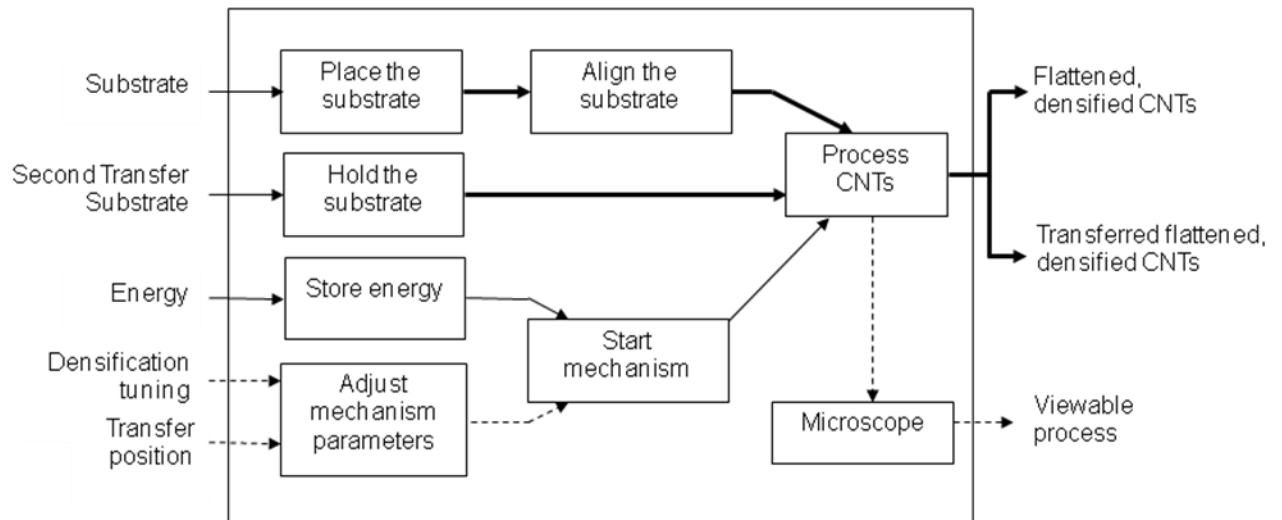 Substrate
Place the
substrate
Align the
substrate
Flattened,
densified CNTs
Second Transfer
Substrate
Hold the
substrate
Process
CNTs
Transferred flattened,
densified CNTs
Energy
Store energy
Start
mechanism
Densification
tuning
Transfer
position
Adjust
mechanism
parameters
Microscope
Viewable
process